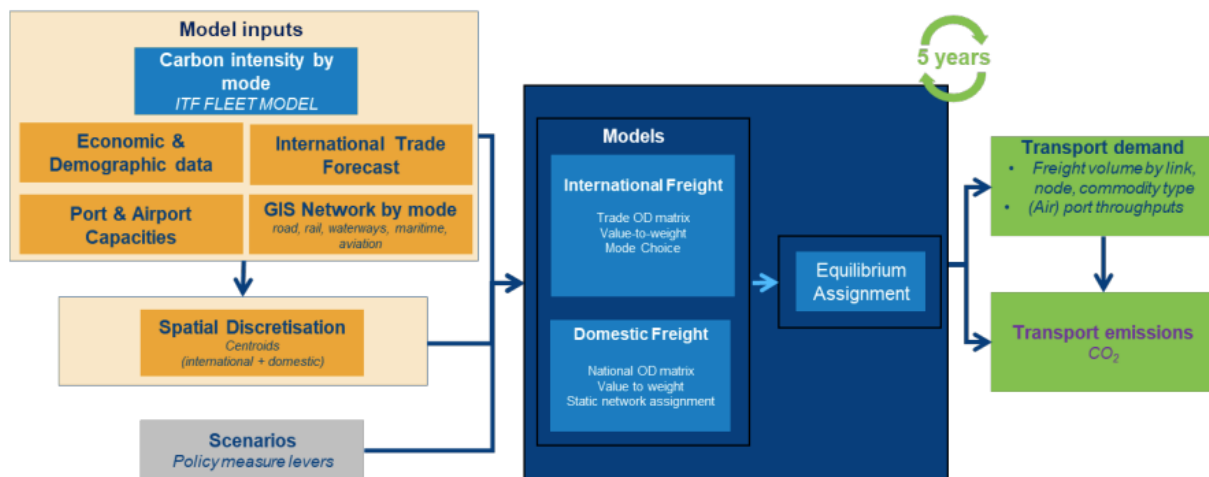 Model inputs
Carbon intensity by
mode
ITF FLEET MODEL
Economic &
Demographic data
International Trade
Forecast
Port & Airport
Capacities
GIS Network by mode
road, rail, waterways, maritime,
aviation
Spatial Discretisation
Centroids
(international + domestic)
Scenarios
Policy measure levers
5 years
Models
International Freight
Trade OD matrix
Value-to-weight
Mode Choice
Domestic Freight
National OD matrix
Value to weight
Static network assignment
Equilibrium
Assignment
Transport demand
• Freight volume by link,
node, commodity type
• (Air) port throughputs
Transport emissions
CO₂